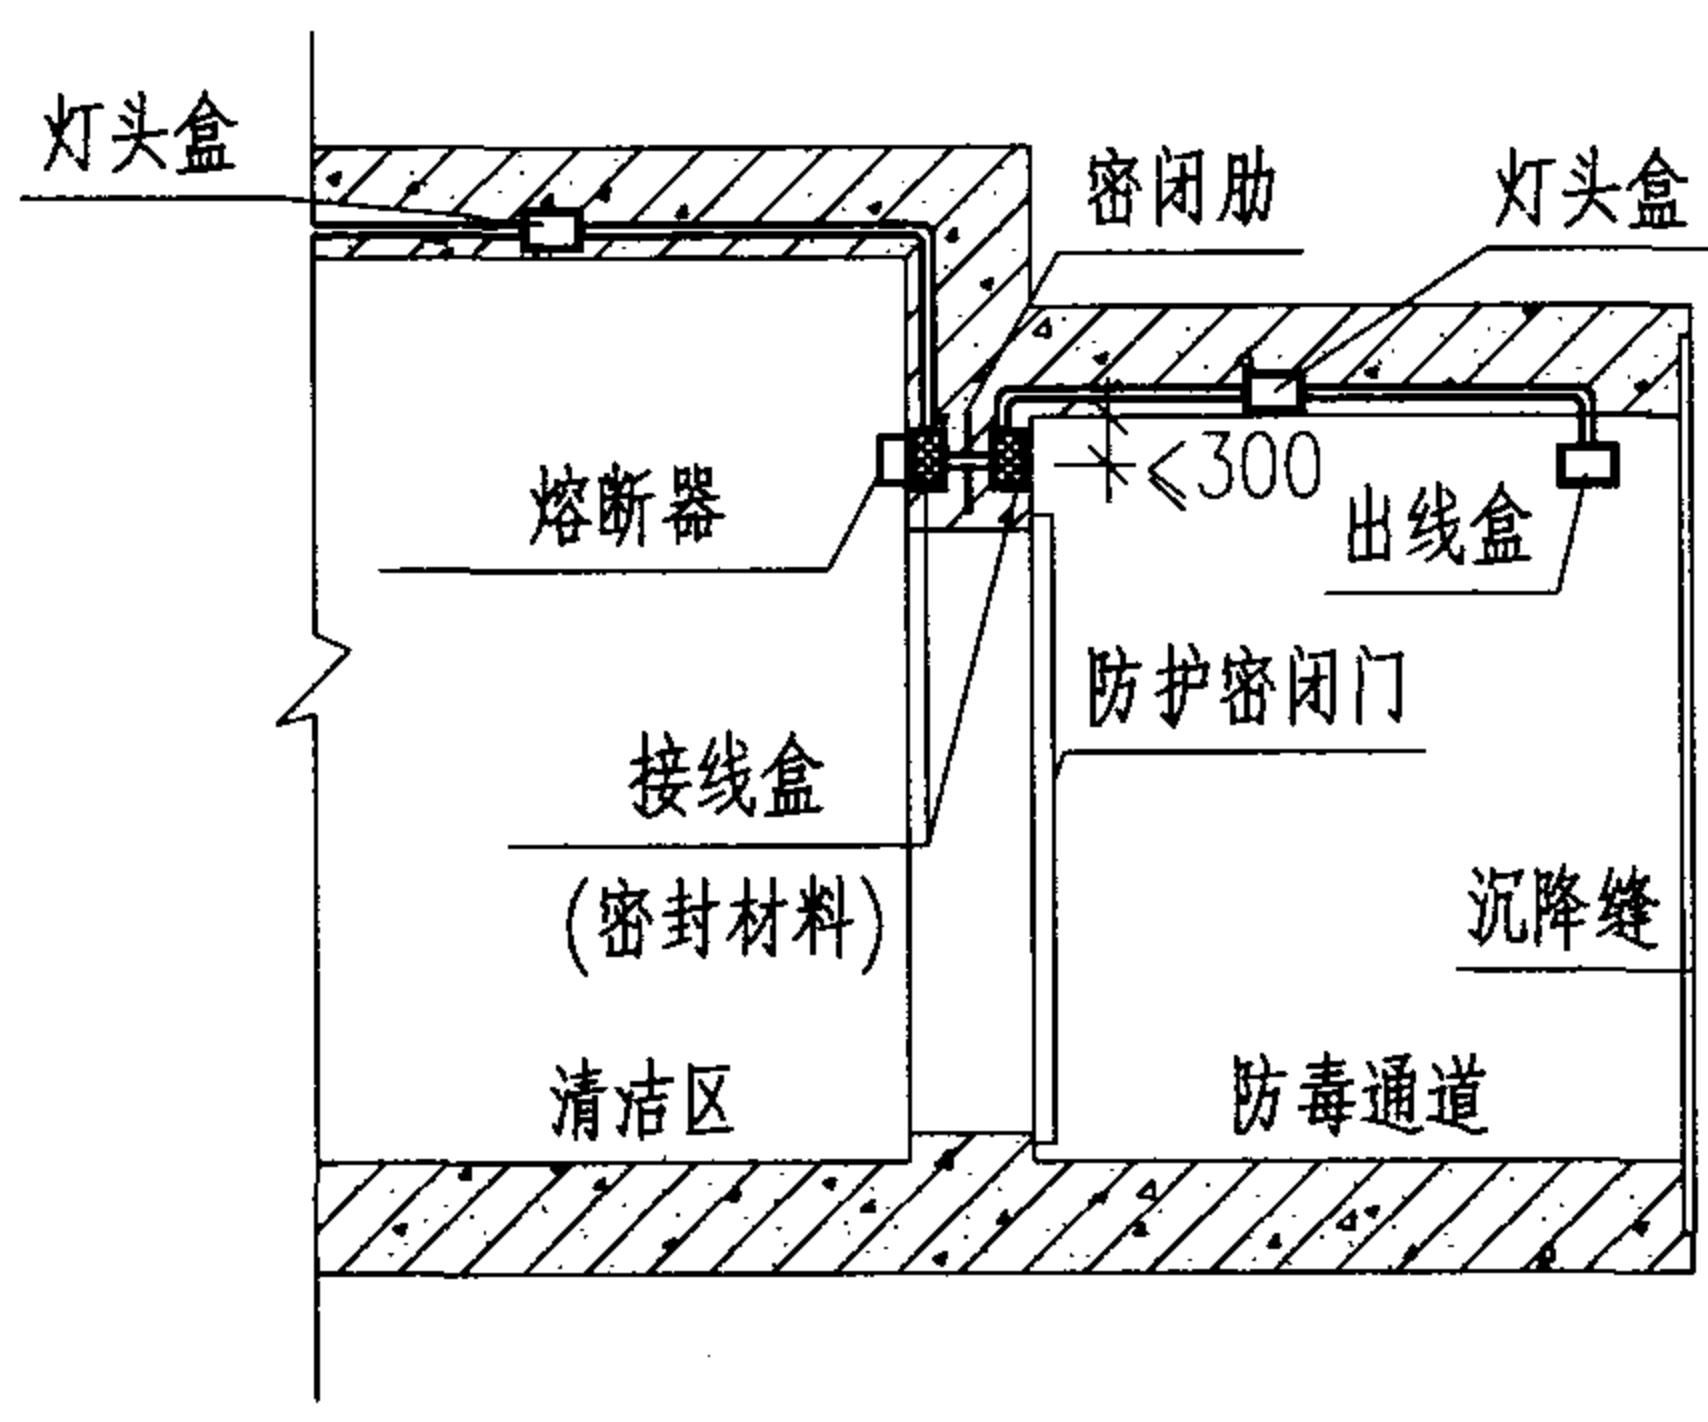 灯头盒
密闭肋
灯头盒
熔断器
≤300
出线盒
防护密闭门
接线盒
(密封材料)
沉降缝
清洁区
防毒通道